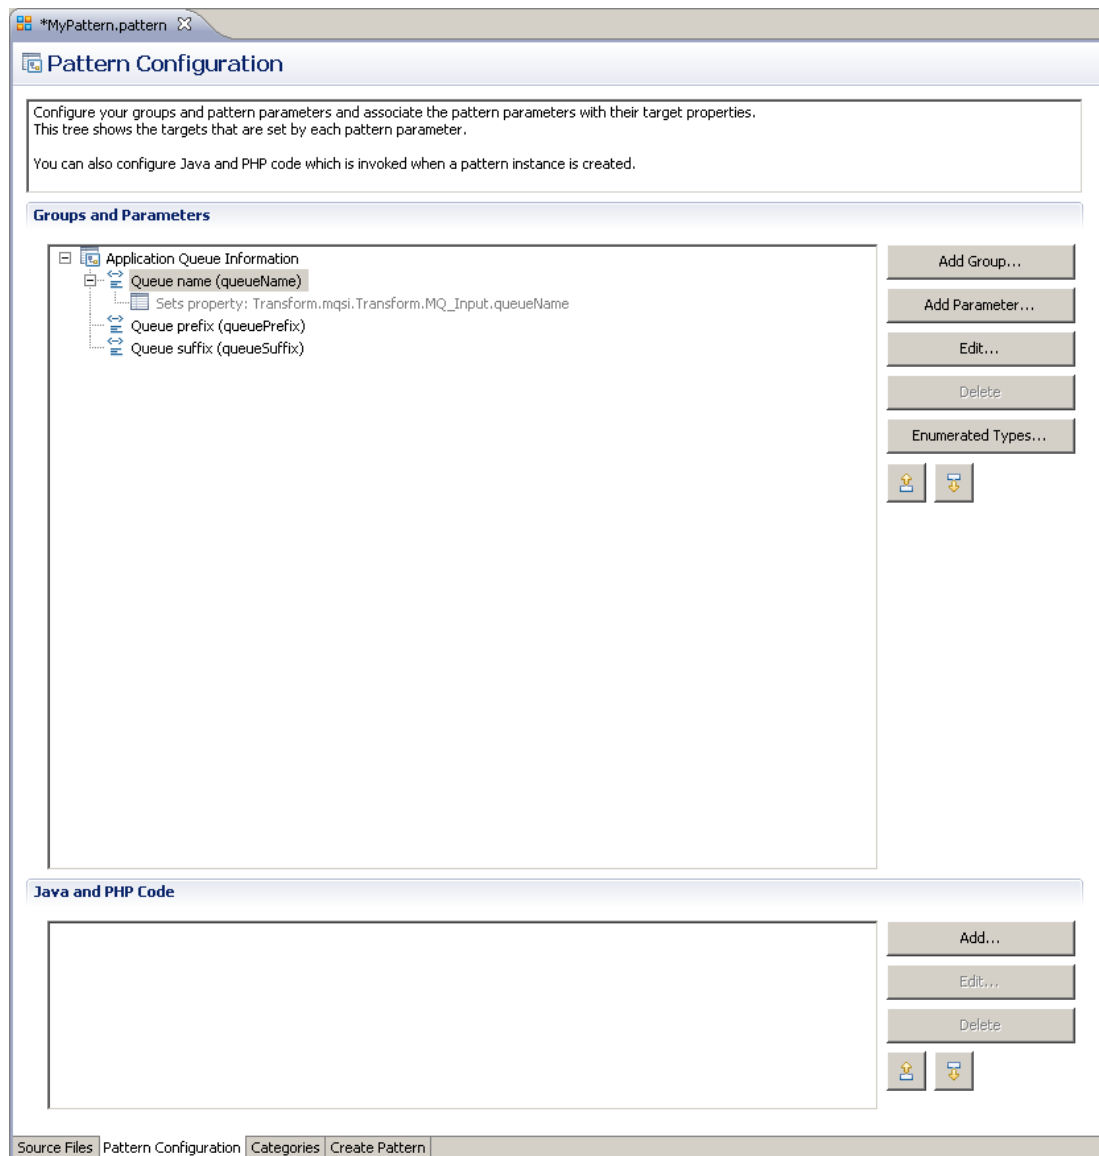 *MyPattern.pattern
Pattern Configuration
Configure your groups and pattern parameters and associate the pattern parameters with their target properties.
This tree shows the targets that are set by each pattern parameter.
You can also configure Java and PHP code which is invoked when a pattern instance is created.
Groups and Parameters
Application Queue Information
Add Group...
Queue name (queueName)
Sets property: Transform.mqsi.Transform.MQ_Input.queueName
Add Parameter...
Queue prefix (queuePrefix)
Queue suffix (queueSuffix)
Edit...
Delete
Enumerated Types...
Java and PHP Code
Add...
Edit...
Delete
Source Files Pattern Configuration Categories Create Pattern